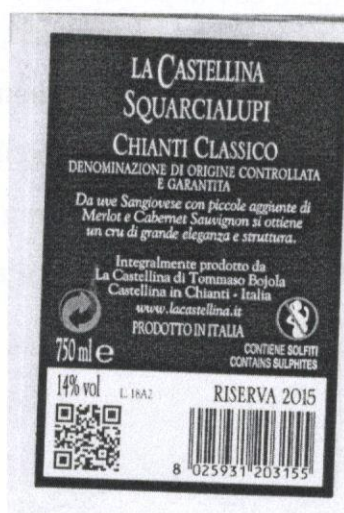 LA CASTELLINA
SQUARCIALUPI
CHIANTI CLASSICO
DENOMINAZIONE DI ORIGINE CONTROLLATA
E GARANTITA
Da uve Sangiovese con piccole aggiunte di
Merlot e Cabernet Sauvignon si ottiene
un cru di grande eleganza e struttura.
Integralmente prodotto da
La Castellina di Tommaso Bojola
Castellina in Chianti - Italia
www.lacastellina.it
PRODOTTO IN ITALIA
750 ml e
CONTIENE SOLFITI
CONTAINS SULPHITES
14% vol L. 18A2 RISERVA 2015
8 025931 203155